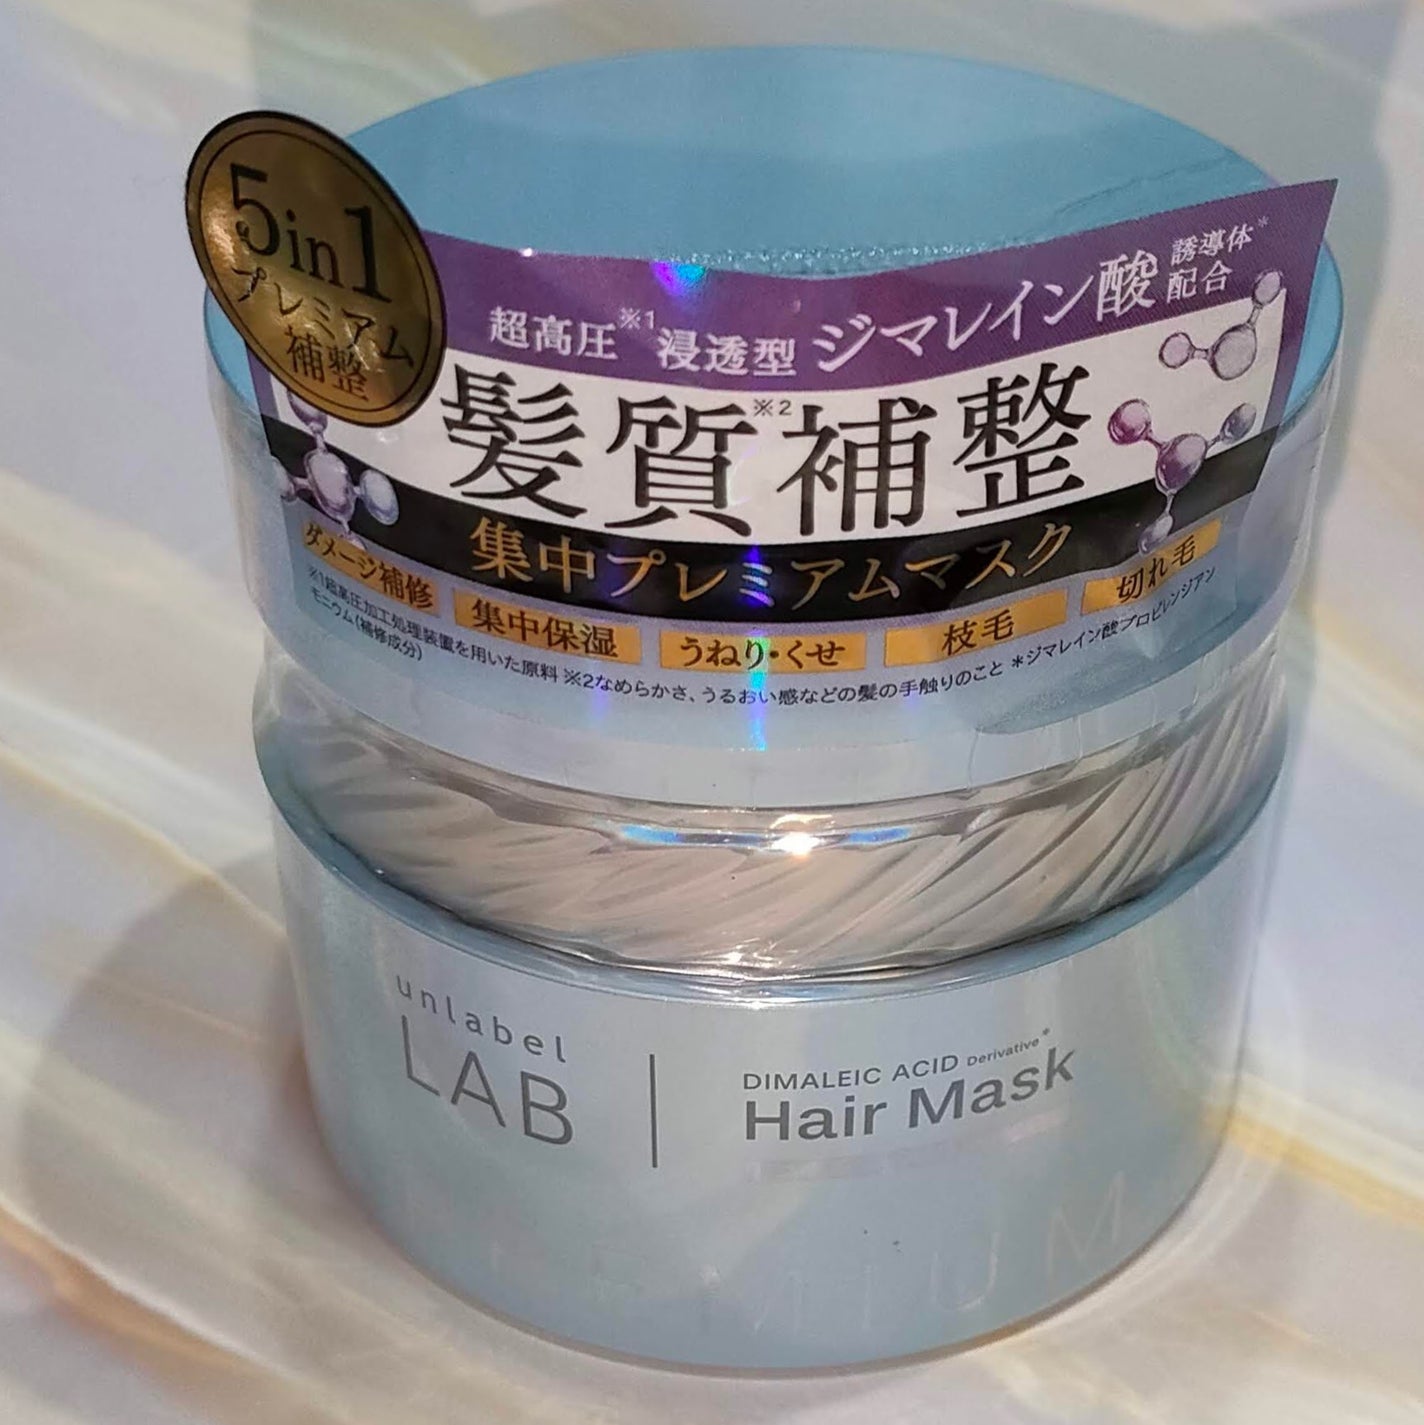 5in1
プレミアム
補整
超高圧※1浸透型 ジマレイン酸 誘導体*
配合
髪質※2補整
集中プレミアムマスク
ダメージ補修 集中保湿 うねり・くせ 枝毛 切れ毛
※1超高圧加工処理装置を用いた原料 ※2なめらかさ、うるおい感などの髪の手触りのこと *ジマレイン酸プロピレンジアン
モニウム(補修成分)
unlabel
LAB
DIMALEIC ACID Derivative*
Hair Mask
PREMIUM